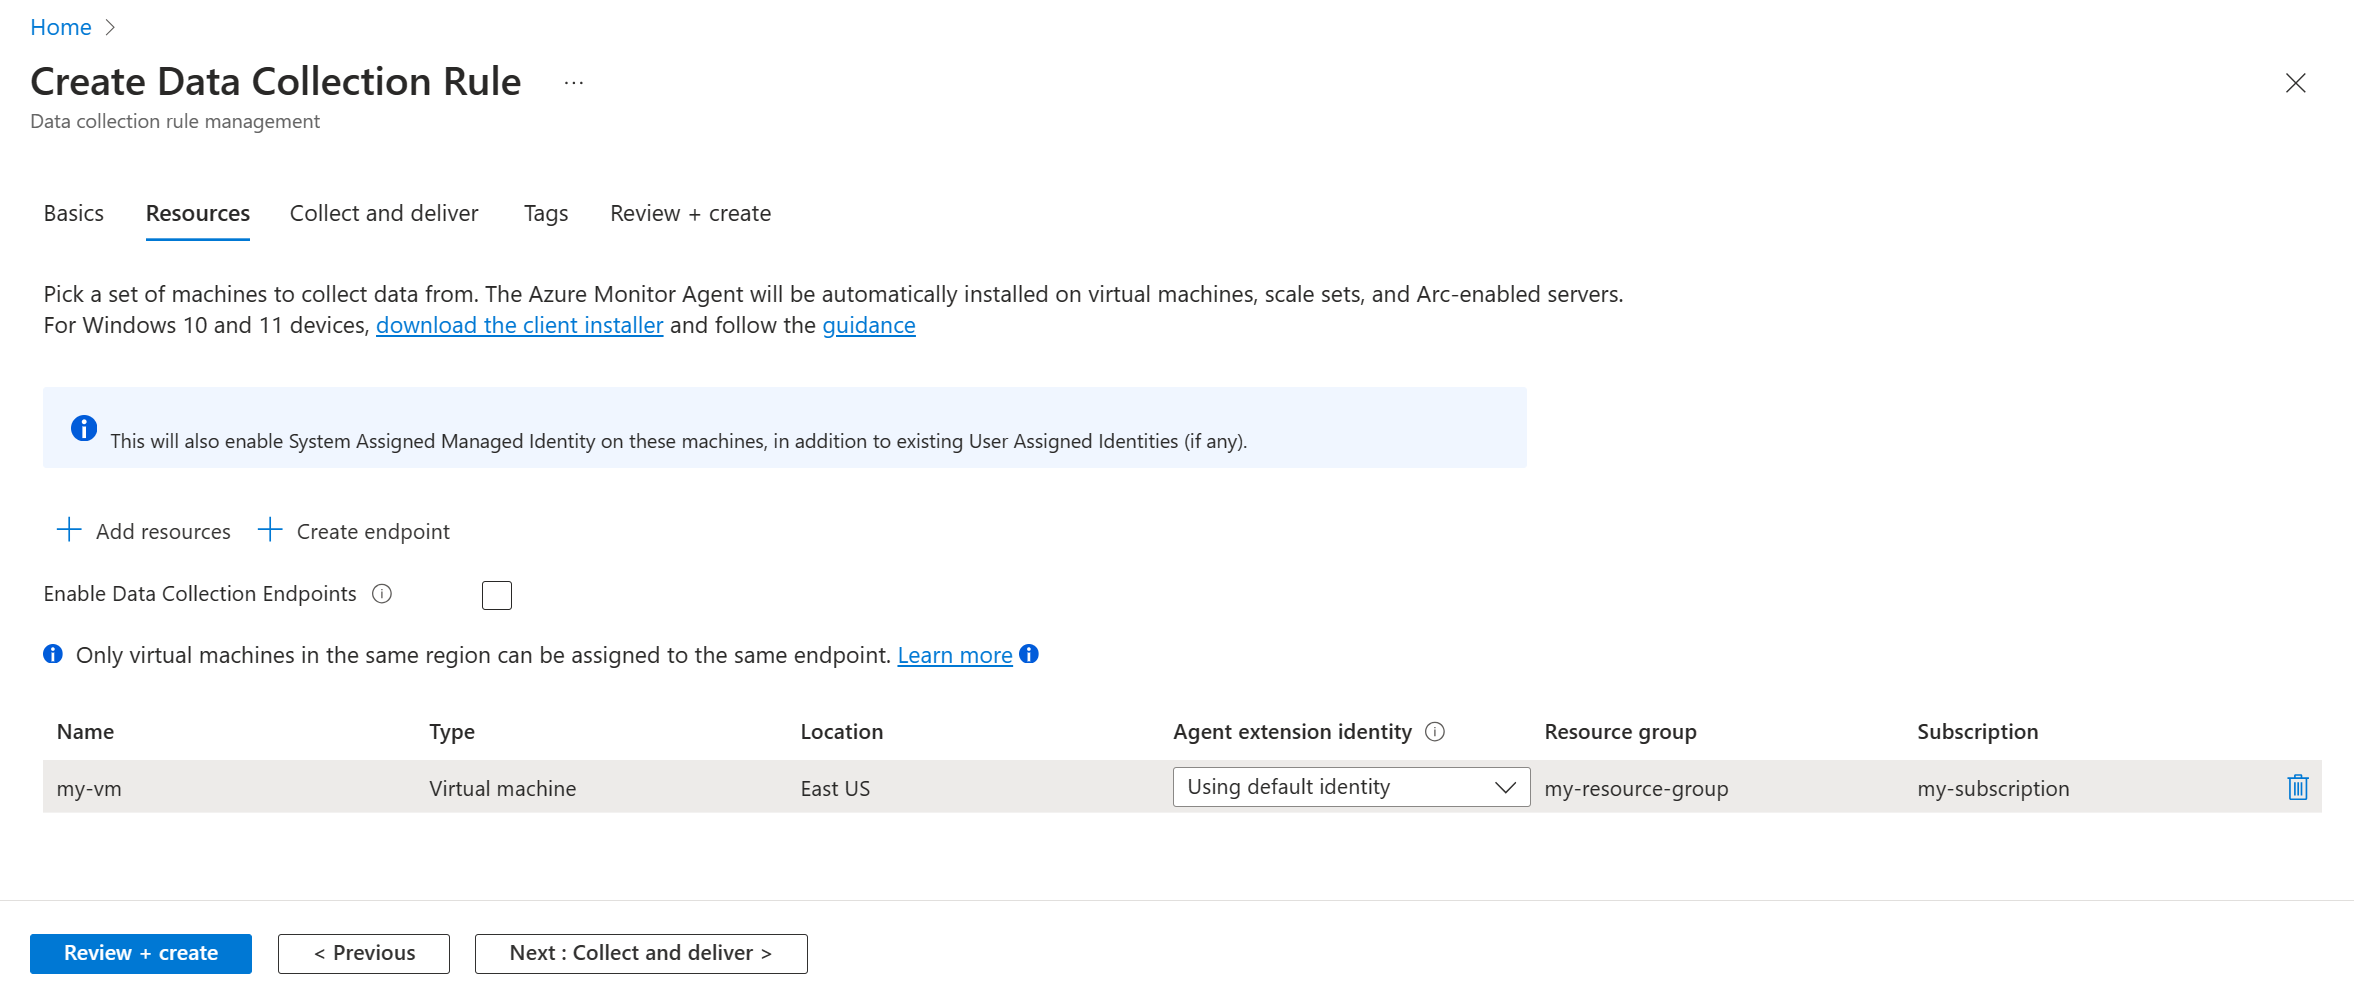 Home
Create Data Collection Rule ...
Data collection rule management
Basics Resources Collect and deliver Tags Review + create
Pick a set of machines to collect data from. The Azure Monitor Agent will be automatically installed on virtual machines, scale sets, and Arc-enabled servers.
For Windows 10 and 11 devices, download the client installer and follow the guidance
This will also enable System Assigned Managed Identity on these machines, in addition to existing User Assigned Identities (if any).
Add resources Create endpoint
Enable Data Collection Endpoints
Only virtual machines in the same region can be assigned to the same endpoint. Learn more
Name Type Location Agent extension identity Resource group Subscription
my-vm Virtual machine East US Using default identity my-resource-group my-subscription
Review + create < Previous Next : Collect and deliver >